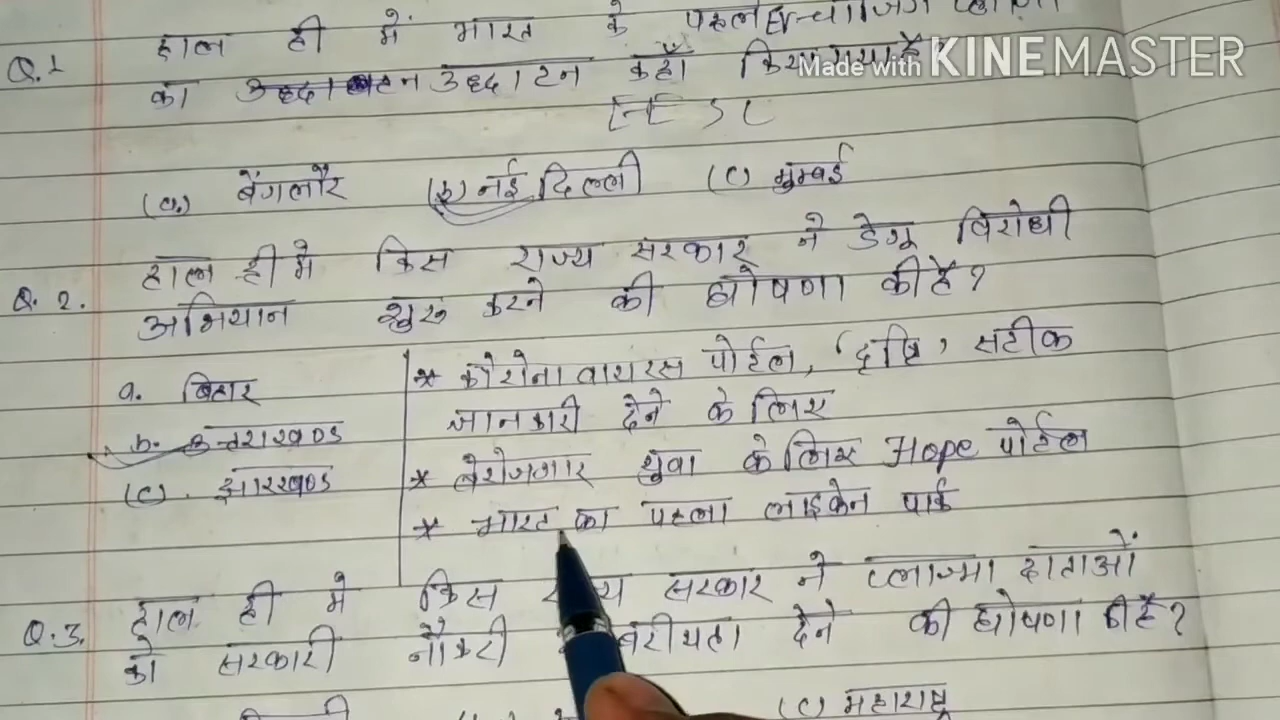 Q.1 हाल ही में भारत के पहले ई-चार्जिंग प्लाजा
Made with KINEMASTER
का उद्घाटन कहाँ किया गया है
EESL
(a.) बेंगलौर (b) नई दिल्ली (c) मुम्बई
Q.2. हाल ही मे किस राज्य सरकार ने डेंगू विरोधी
अभियान शुरू करने की घोषणा की है?
a. बिहार
b. उत्तराखण्ड
(c). झारखण्ड
* कोरोना वायरस पोर्टल, 'दृष्टि', सटीक
जानकारी देने के लिए
* बेरोजगार युवा के लिए Hope पोर्टल
* भारत का पहला लाइकेन पार्क
Q.3. हाल ही मे किस सरकार ने प्लाज्मा दाताओं
को सरकारी नौकरी वरीयता देने की घोषणा की है?
(c) महाराष्ट्र